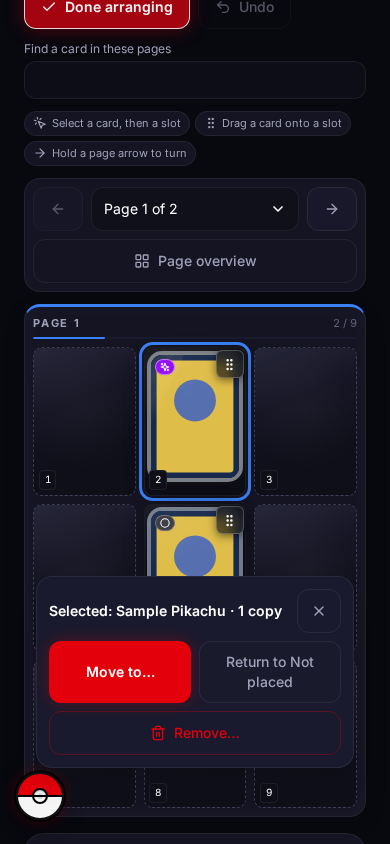 Done arranging
Undo
Find a card in these pages
Select a card, then a slot
Drag a card onto a slot
Hold a page arrow to turn
Page 1 of 2
Page overview
PAGE 1
2 / 9
1
2
3
Selected: Sample Pikachu · 1 copy
Move to...
Return to Not
placed
Remove...
8
9